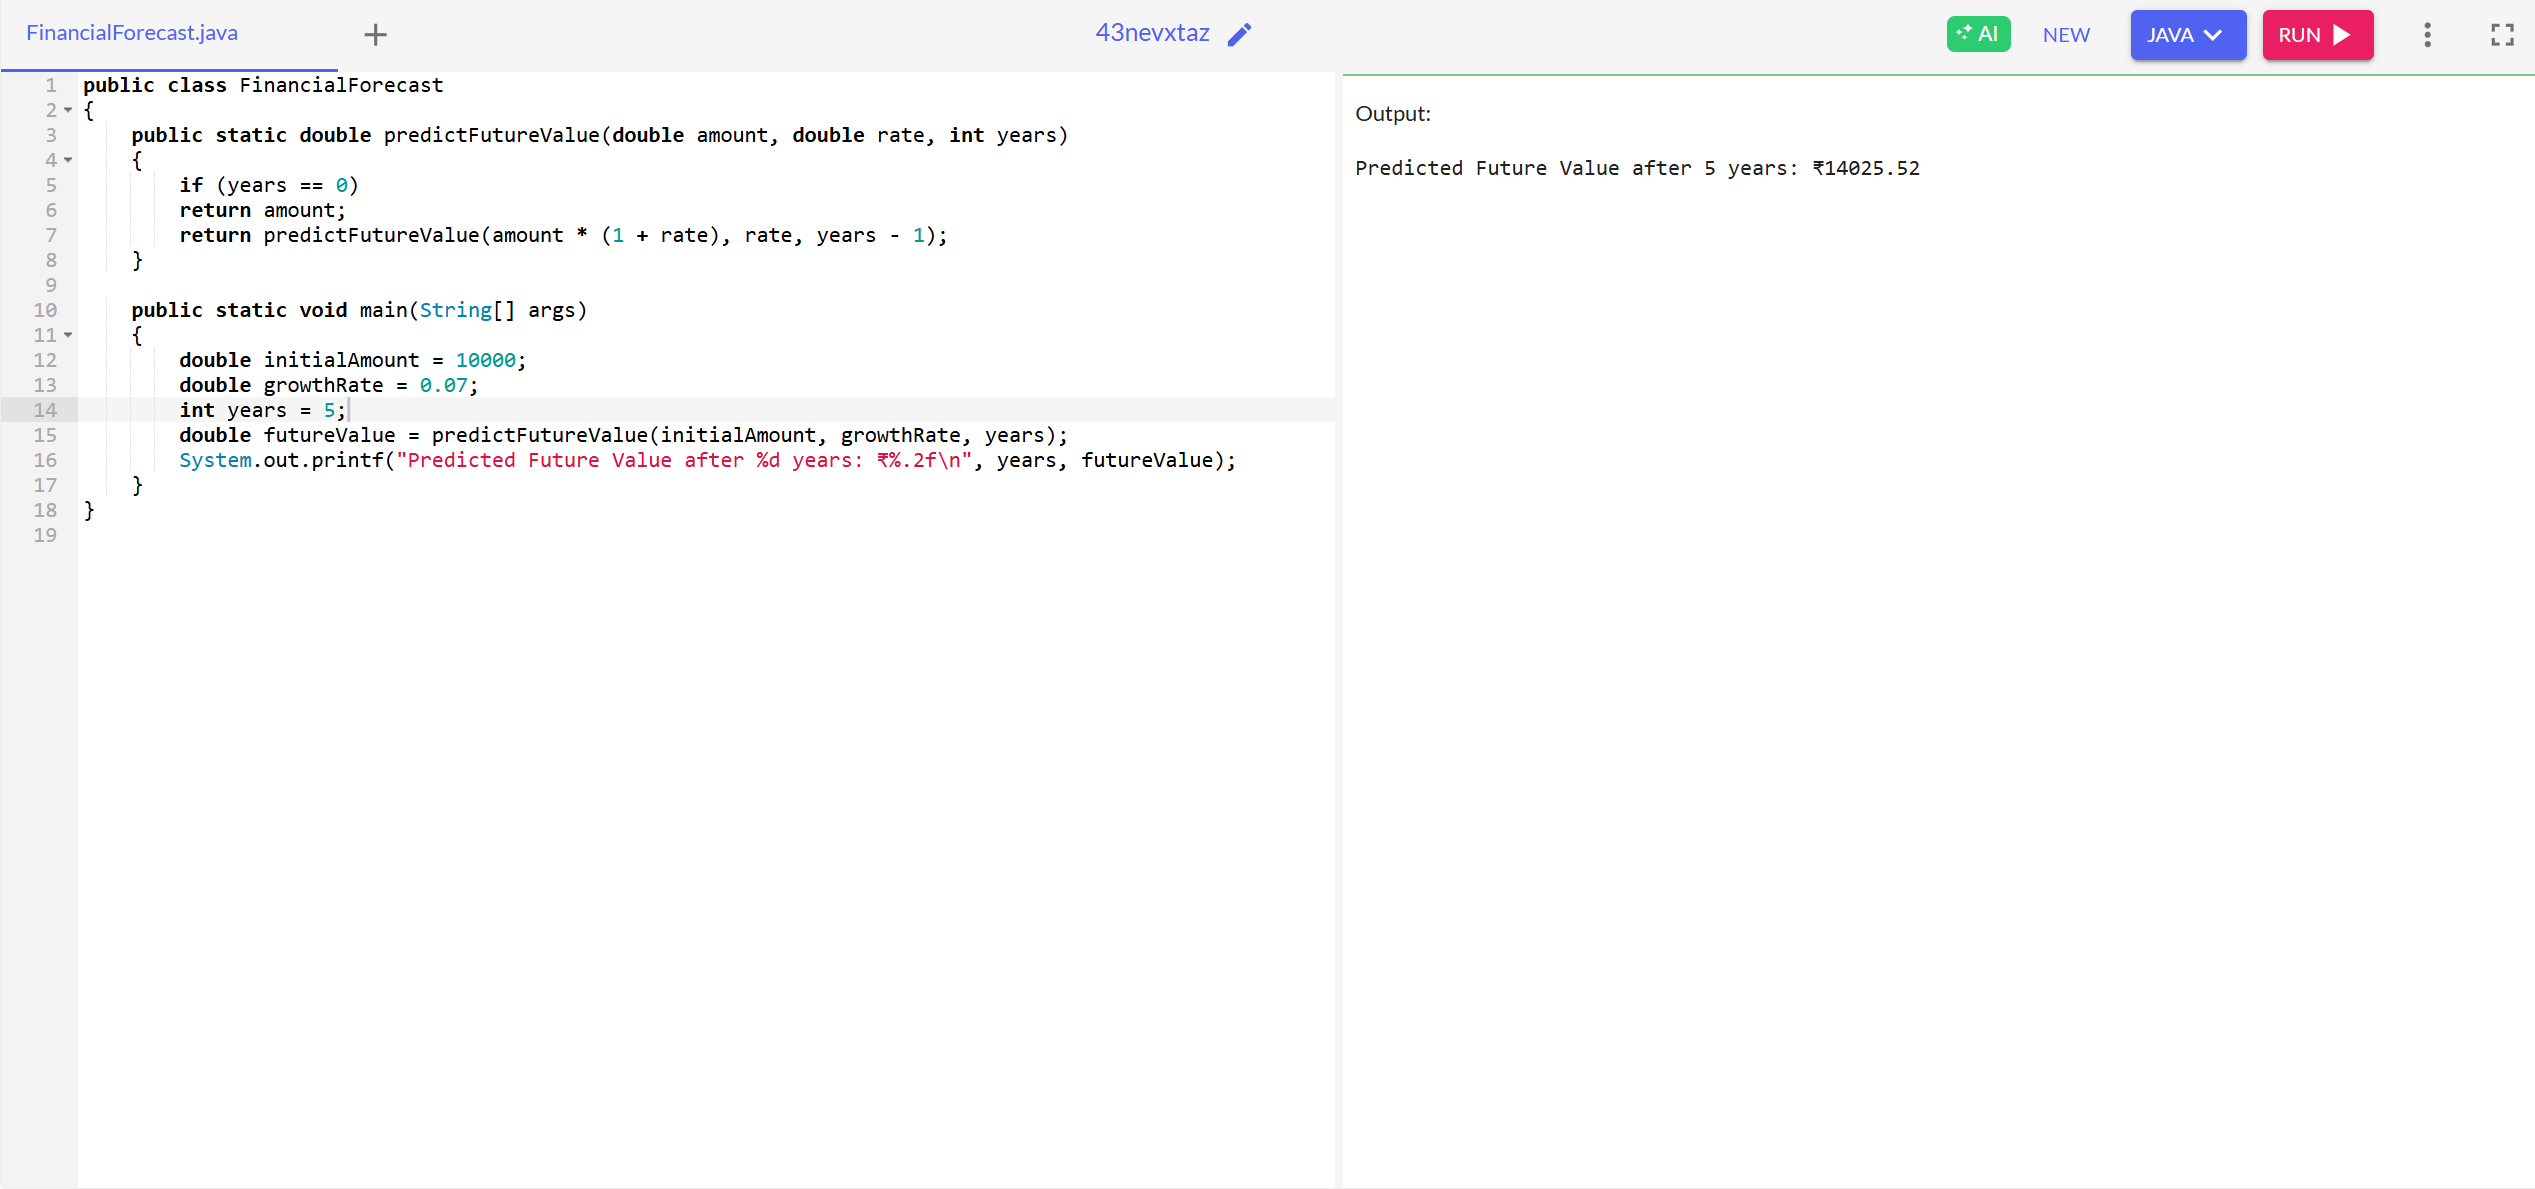 FinancialForecast.java + 43nevxtaz AI NEW JAVA RUN
1 public class FinancialForecast
2 {
3     public static double predictFutureValue(double amount, double rate, int years)
4     {
5         if (years == 0)
6         return amount;
7         return predictFutureValue(amount * (1 + rate), rate, years - 1);
8     }
9
10     public static void main(String[] args)
11     {
12         double initialAmount = 10000;
13         double growthRate = 0.07;
14         int years = 5;
15         double futureValue = predictFutureValue(initialAmount, growthRate, years);
16         System.out.printf("Predicted Future Value after %d years: ₹%.2f\n", years, futureValue);
17     }
18 }
19
Output:
Predicted Future Value after 5 years: ₹14025.52